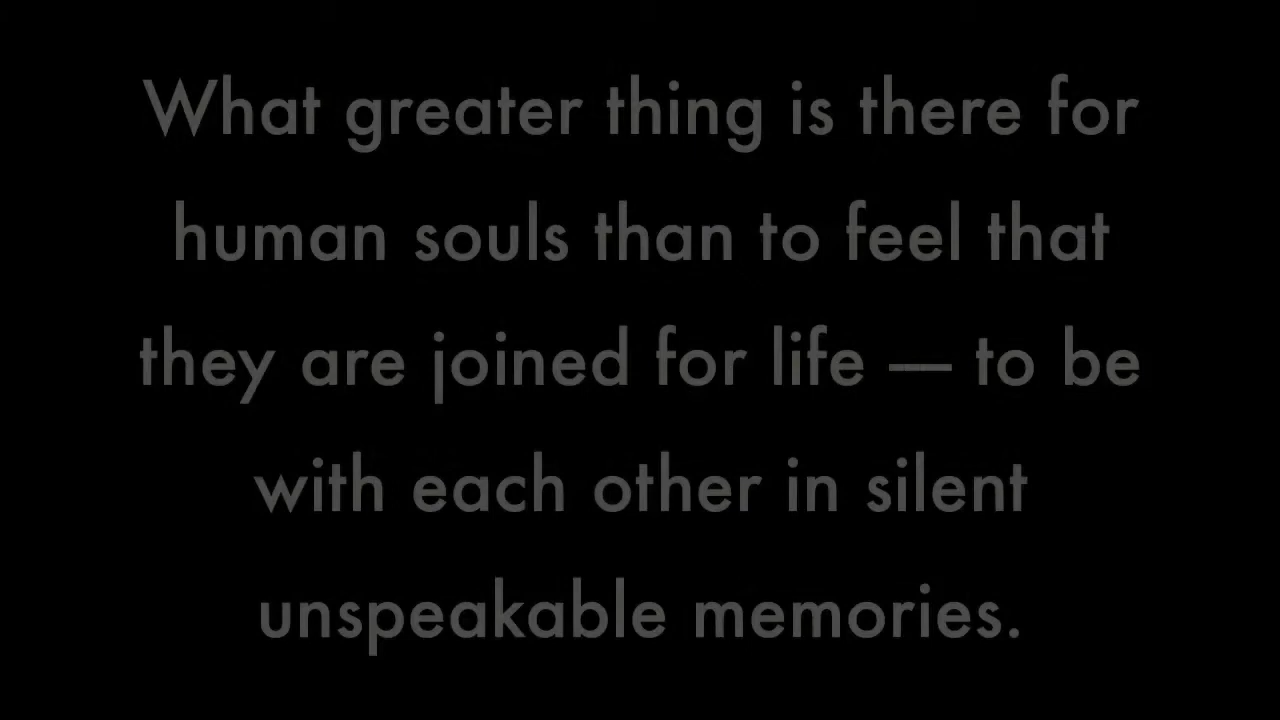 What greater thing is there for
human souls than to feel that
they are joined for life — to be
with each other in silent
unspeakable memories.